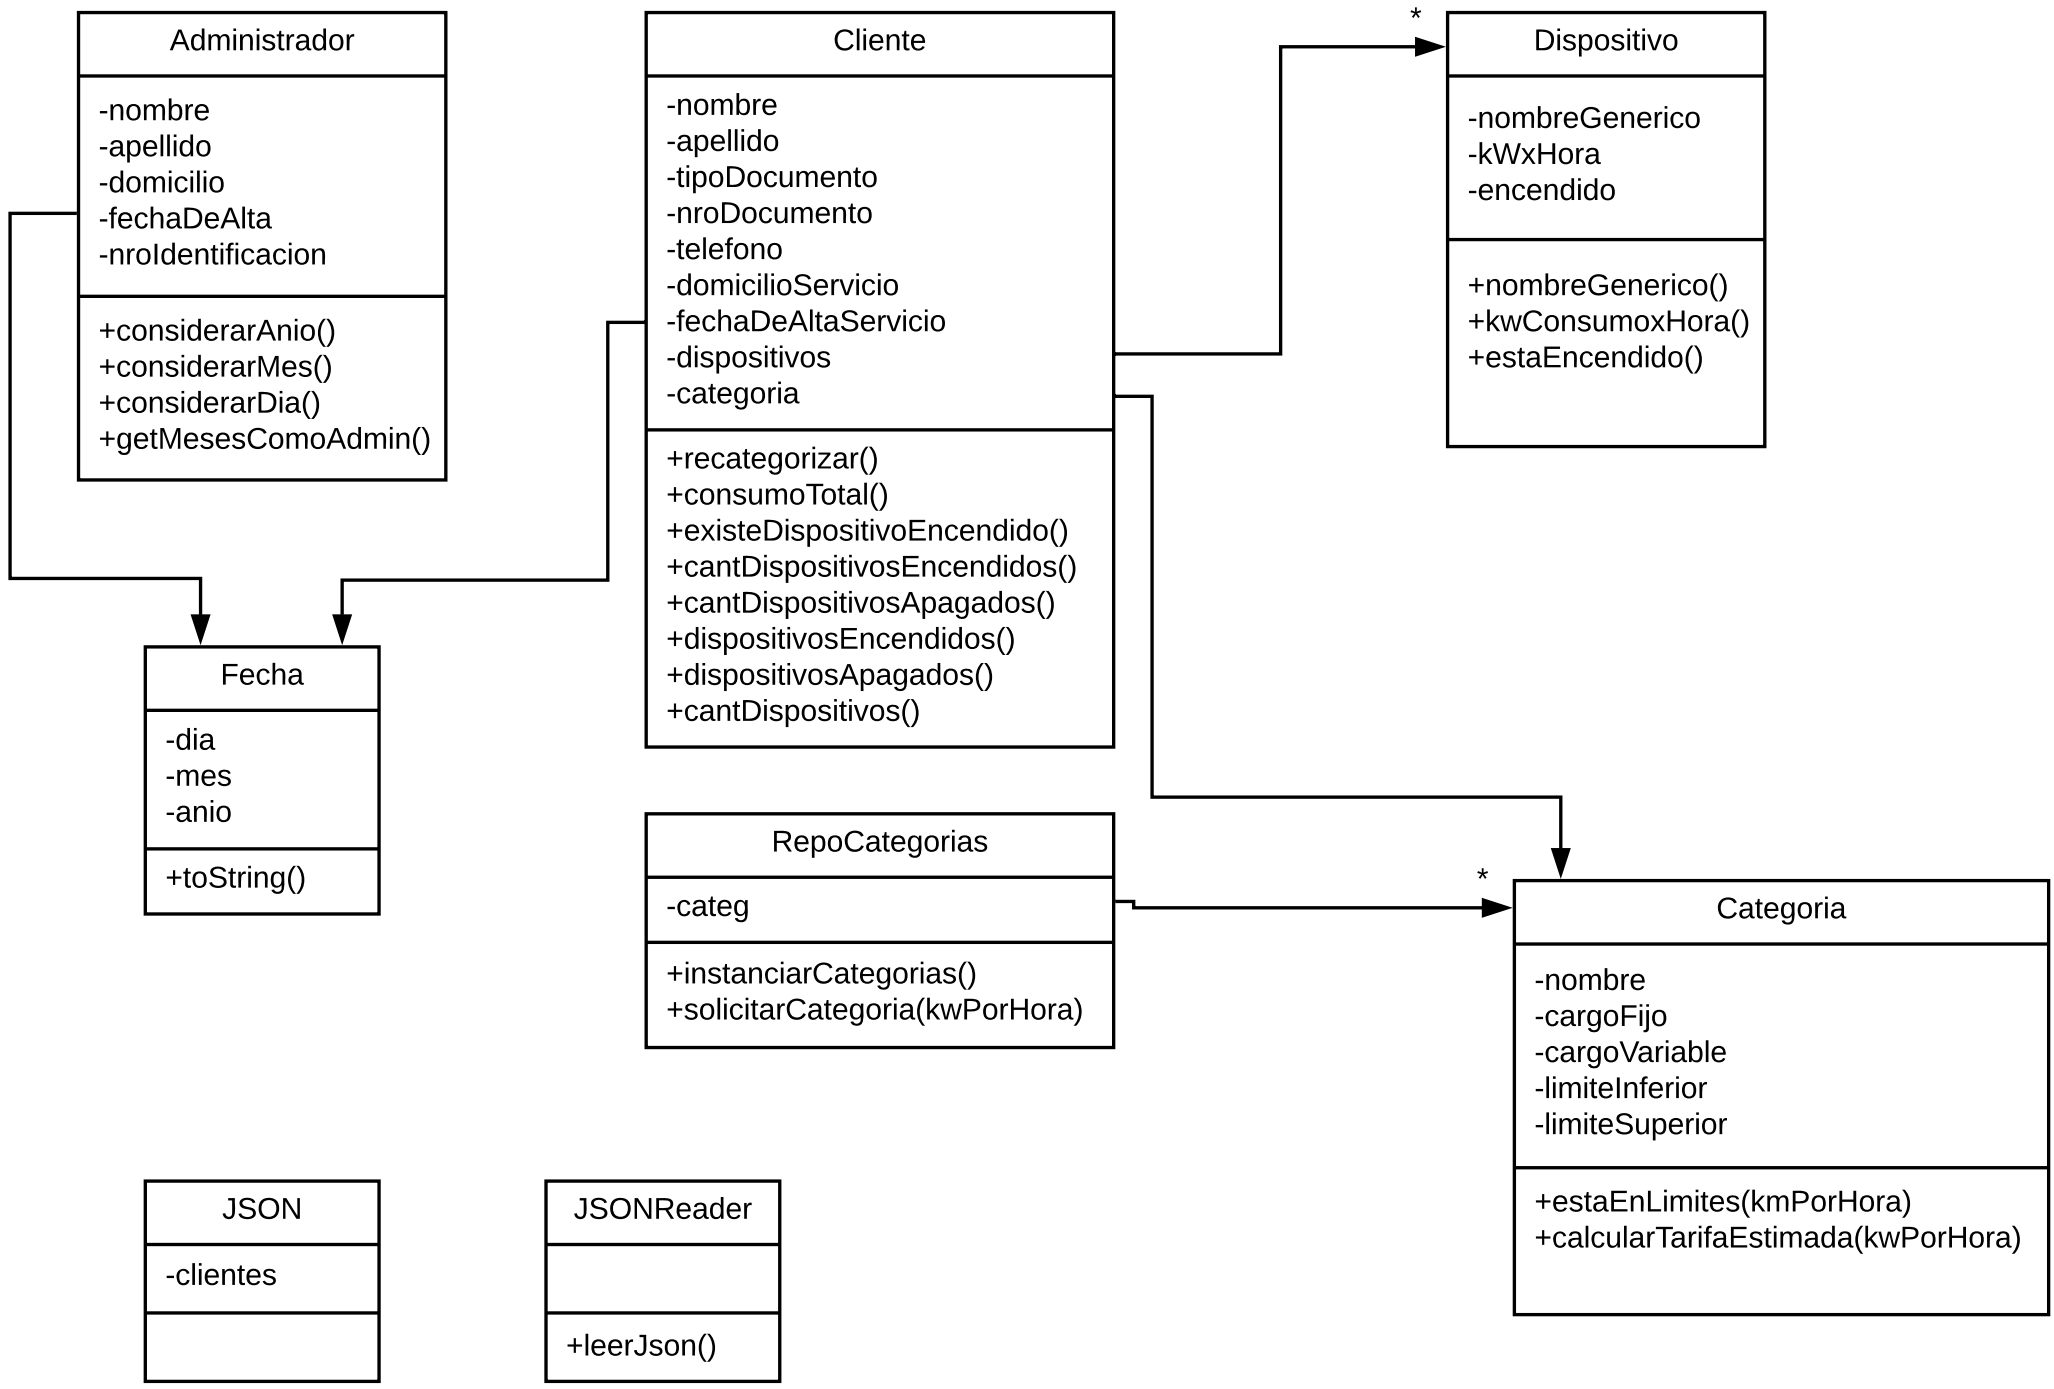 Administrador
-nombre
-apellido
-domicilio
-fechaDeAlta
-nroIdentificacion
+considerarAnio()
+considerarMes()
+considerarDia()
+getMesesComoAdmin()
Cliente
-nombre
-apellido
-tipoDocumento
-nroDocumento
-telefono
-domicilioServicio
-fechaDeAltaServicio
-dispositivos
-categoria
+recategorizar()
+consumoTotal()
+existeDispositivoEncendido()
+cantDispositivosEncendidos()
+cantDispositivosApagados()
+dispositivosEncendidos()
+dispositivosApagados()
+cantDispositivos()
*
Dispositivo
-nombreGenerico
-kWxHora
-encendido
+nombreGenerico()
+kwConsumoxHora()
+estaEncendido()
Fecha
-dia
-mes
-anio
+toString()
RepoCategorias
-categ
+instanciarCategorias()
+solicitarCategoria(kwPorHora)
*
Categoria
-nombre
-cargoFijo
-cargoVariable
-limiteInferior
-limiteSuperior
+estaEnLimites(kmPorHora)
+calcularTarifaEstimada(kwPorHora)
JSON
-clientes
JSONReader
+leerJson()